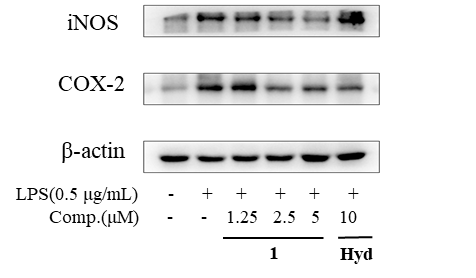 iNOS
COX-2
β-actin
LPS(0.5 μg/mL) - + + + + +
Comp.(μM) - - 1.25 2.5 5 10
1 Hyd